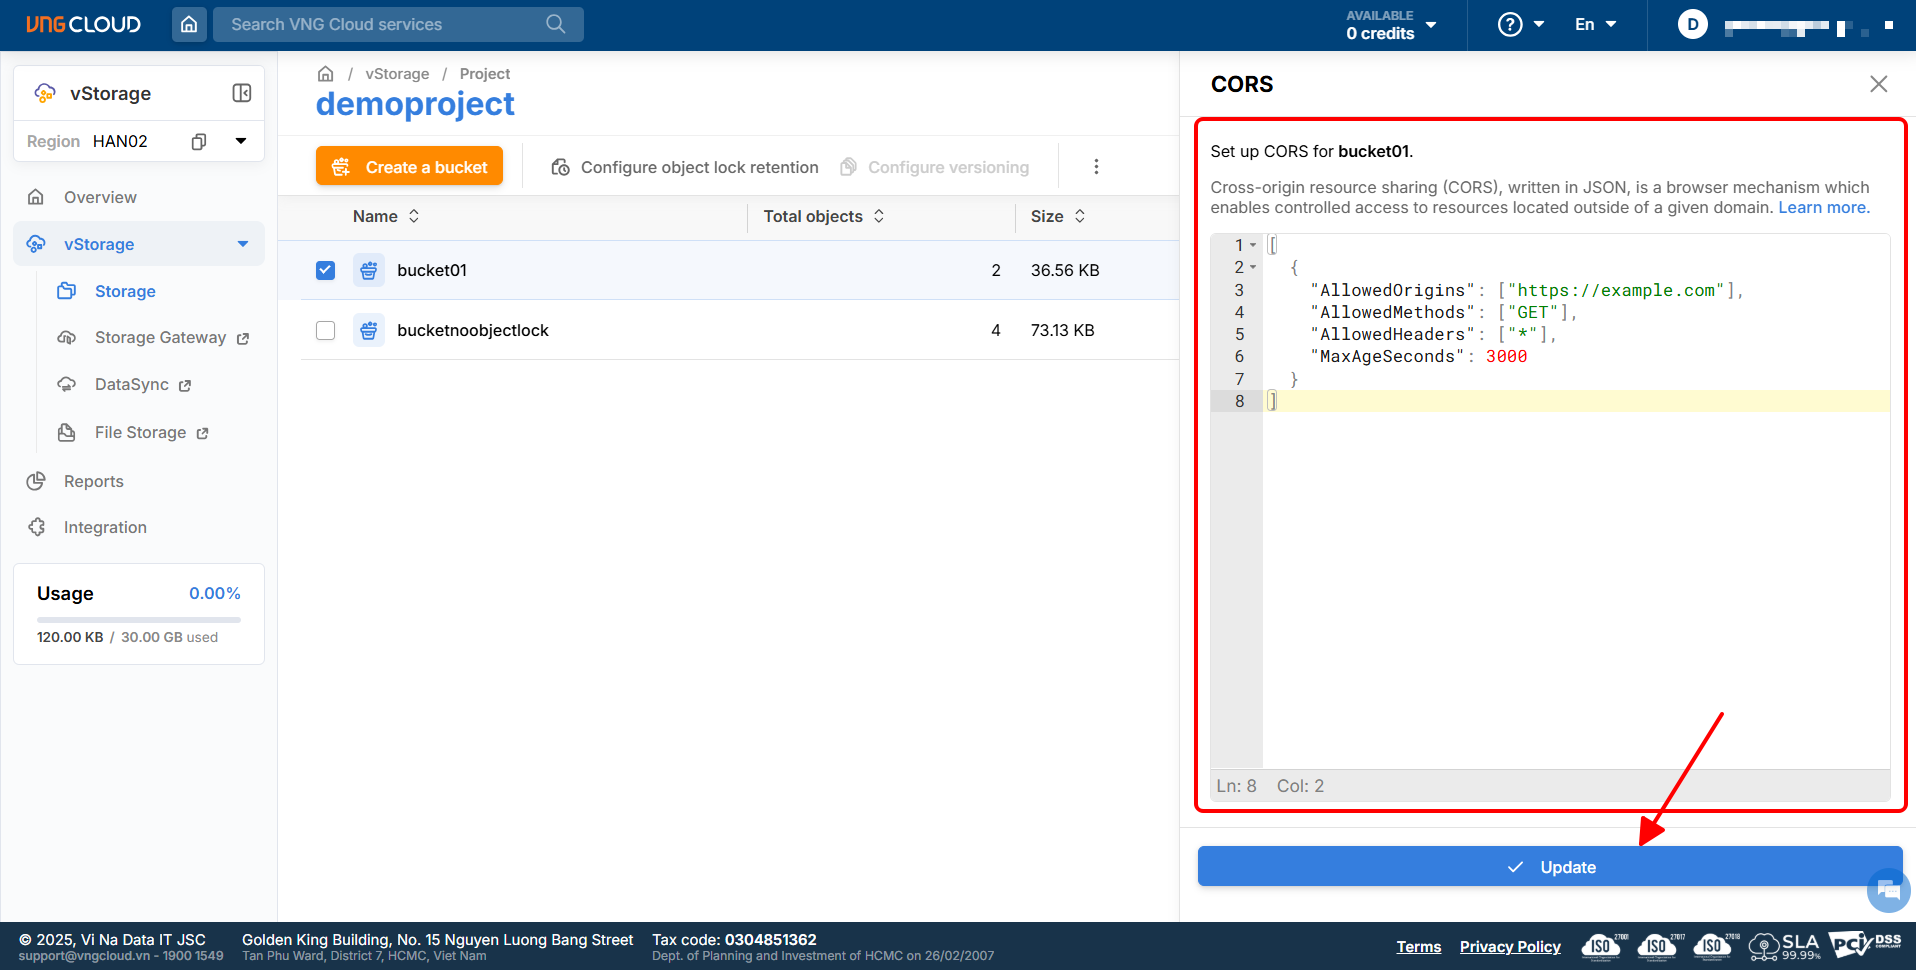 VNG CLOUD
Search VNG Cloud services
AVAILABLE
0 credits
?
En
D
vStorage
Region HAN02
Overview
vStorage
Storage
Storage Gateway
DataSync
File Storage
Reports
Integration
Usage 0.00%
120.00 KB / 30.00 GB used
/ vStorage / Project
demoproject
Create a bucket
Configure object lock retention
Configure versioning
Name Total objects Size
bucket01 2 36.56 KB
bucketnoobjectlock 4 73.13 KB
CORS
Set up CORS for bucket01.
Cross-origin resource sharing (CORS), written in JSON, is a browser mechanism which
enables controlled access to resources located outside of a given domain. Learn more.
1 [
2 {
3 "AllowedOrigins": ["https://example.com"],
4 "AllowedMethods": ["GET"],
5 "AllowedHeaders": ["*"],
6 "MaxAgeSeconds": 3000
7 }
8 ]
Ln: 8 Col: 2
Update
© 2025, Vi Na Data IT JSC
support@vngcloud.vn - 1900 1549
Golden King Building, No. 15 Nguyen Luong Bang Street
Tan Phu Ward, District 7, HCMC, Viet Nam
Tax code: 0304851362
Dept. of Planning and Investment of HCMC on 26/02/2007
Terms
Privacy Policy
ISO 27001
ISO 27017
ISO 27018
SLA
99.99%
PCI DSS
COMPLIANT